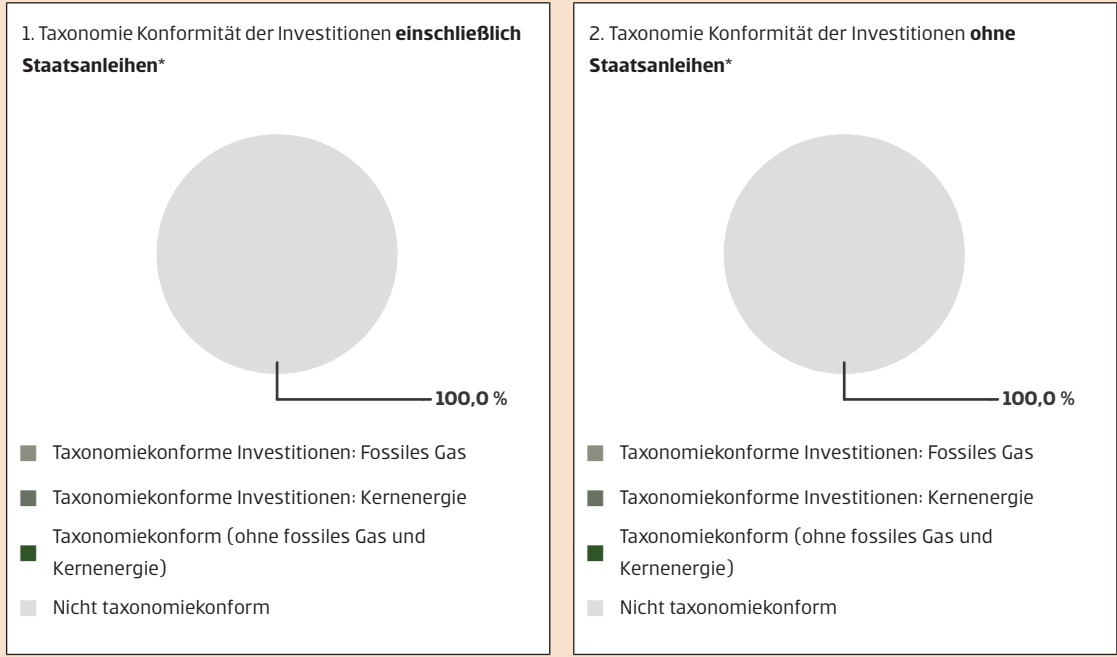 1. Taxonomie Konformität der Investitionen einschließlich
Staatsanleihen*
100,0 %
Taxonomiekonforme Investitionen: Fossiles Gas
Taxonomiekonforme Investitionen: Kernenergie
Taxonomiekonform (ohne fossiles Gas und
Kernenergie)
Nicht taxonomiekonform
2. Taxonomie Konformität der Investitionen ohne
Staatsanleihen*
100,0 %
Taxonomiekonforme Investitionen: Fossiles Gas
Taxonomiekonforme Investitionen: Kernenergie
Taxonomiekonform (ohne fossiles Gas und
Kernenergie)
Nicht taxonomiekonform